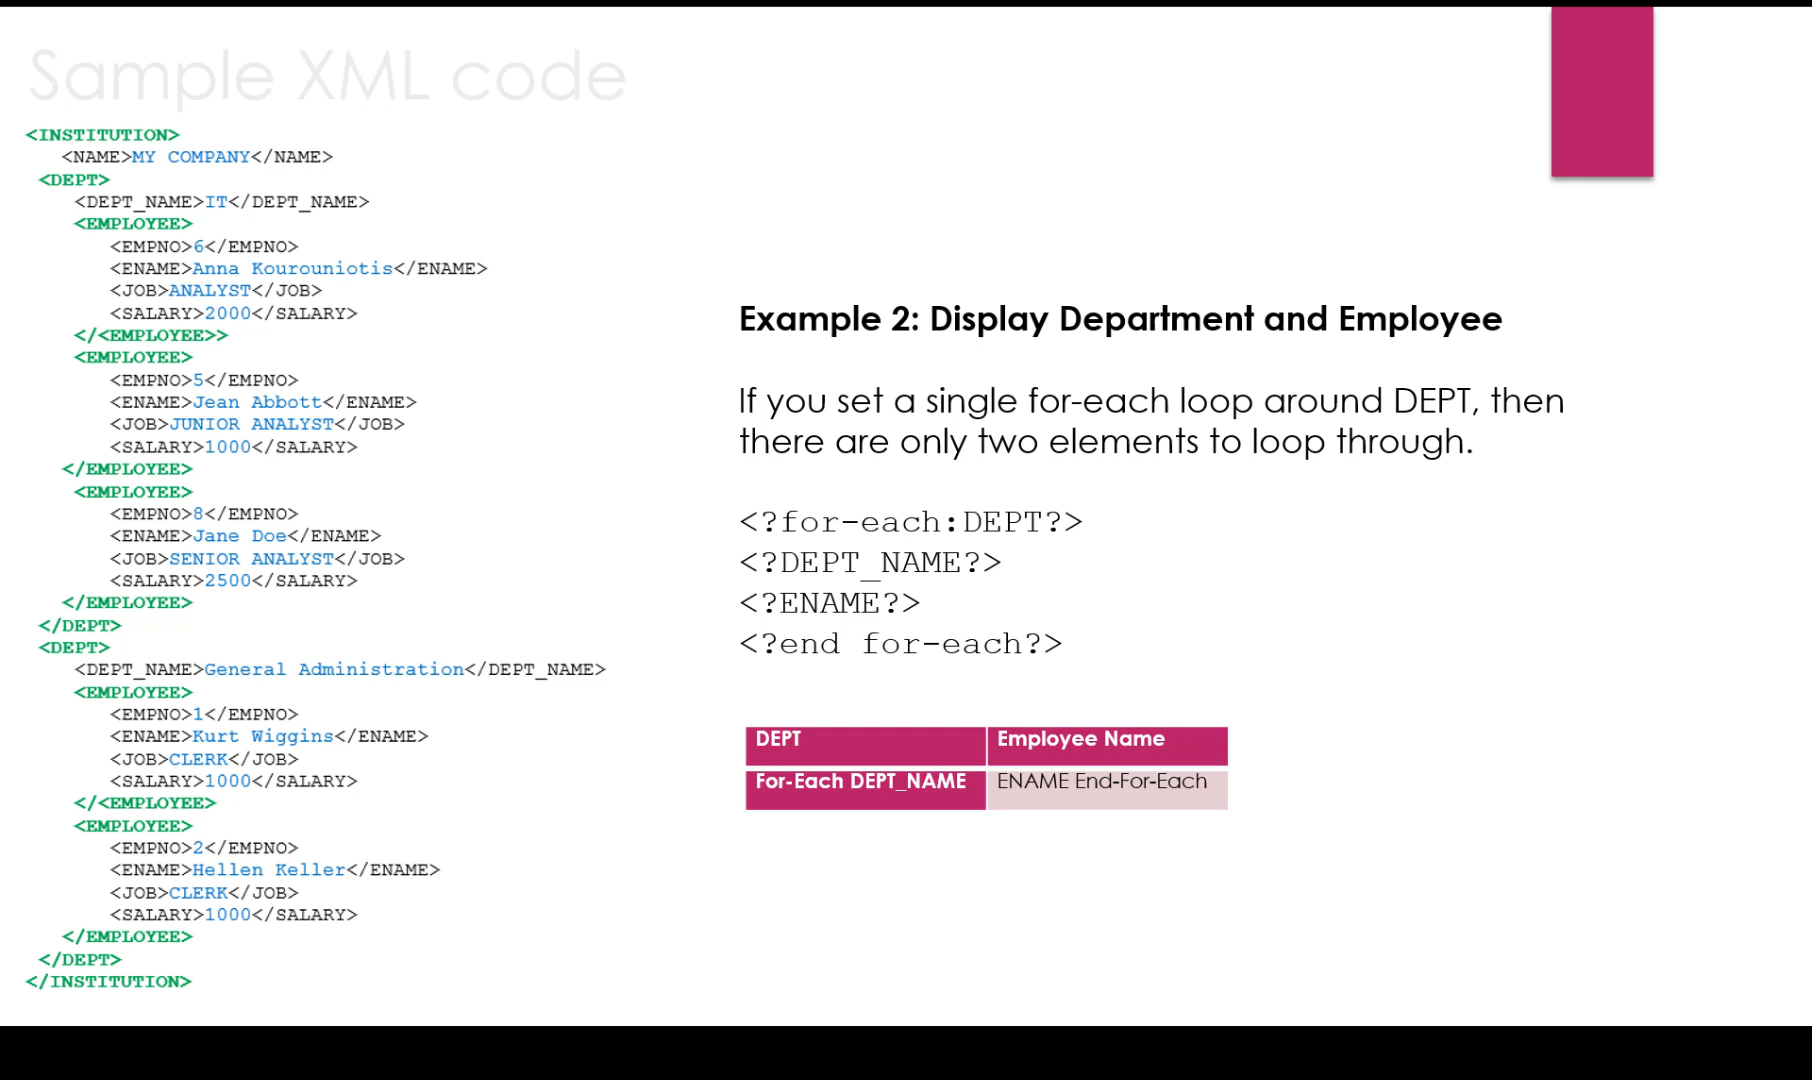 Sample XML code
<INSTITUTION>
<NAME>MY COMPANY</NAME>
<DEPT>
<DEPT_NAME>IT</DEPT_NAME>
<EMPLOYEE>
<EMPNO>6</EMPNO>
<ENAME>Anna Kourouniotis</ENAME>
<JOB>ANALYST</JOB>
<SALARY>2000</SALARY>
</<EMPLOYEE>>
<EMPLOYEE>
<EMPNO>5</EMPNO>
<ENAME>Jean Abbott</ENAME>
<JOB>JUNIOR ANALYST</JOB>
<SALARY>1000</SALARY>
</EMPLOYEE>
<EMPLOYEE>
<EMPNO>8</EMPNO>
<ENAME>Jane Doe</ENAME>
<JOB>SENIOR ANALYST</JOB>
<SALARY>2500</SALARY>
</EMPLOYEE>
</DEPT>
<DEPT>
<DEPT_NAME>General Administration</DEPT_NAME>
<EMPLOYEE>
<EMPNO>1</EMPNO>
<ENAME>Kurt Wiggins</ENAME>
<JOB>CLERK</JOB>
<SALARY>1000</SALARY>
</<EMPLOYEE>
<EMPLOYEE>
<EMPNO>2</EMPNO>
<ENAME>Hellen Keller</ENAME>
<JOB>CLERK</JOB>
<SALARY>1000</SALARY>
</EMPLOYEE>
</DEPT>
</INSTITUTION>
Example 2: Display Department and Employee
If you set a single for-each loop around DEPT, then
there are only two elements to loop through.
<?for-each:DEPT?>
<?DEPT_NAME?>
<?ENAME?>
<?end for-each?>
DEPT Employee Name
For-Each DEPT_NAME ENAME End-For-Each